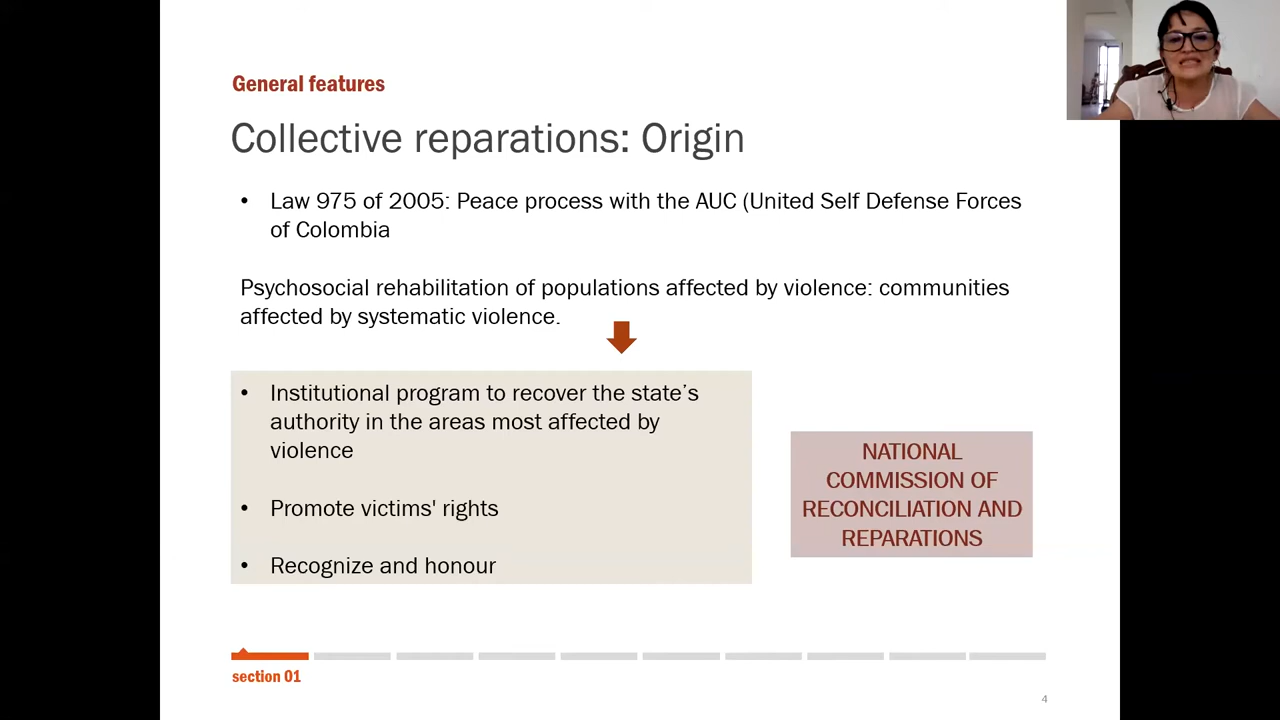 General features
Collective reparations: Origin
• Law 975 of 2005: Peace process with the AUC (United Self Defense Forces
of Colombia
Psychosocial rehabilitation of populations affected by violence: communities
affected by systematic violence.
• Institutional program to recover the state’s
authority in the areas most affected by
violence
• Promote victims' rights
• Recognize and honour
NATIONAL
COMMISSION OF
RECONCILIATION AND
REPARATIONS
section 01
4